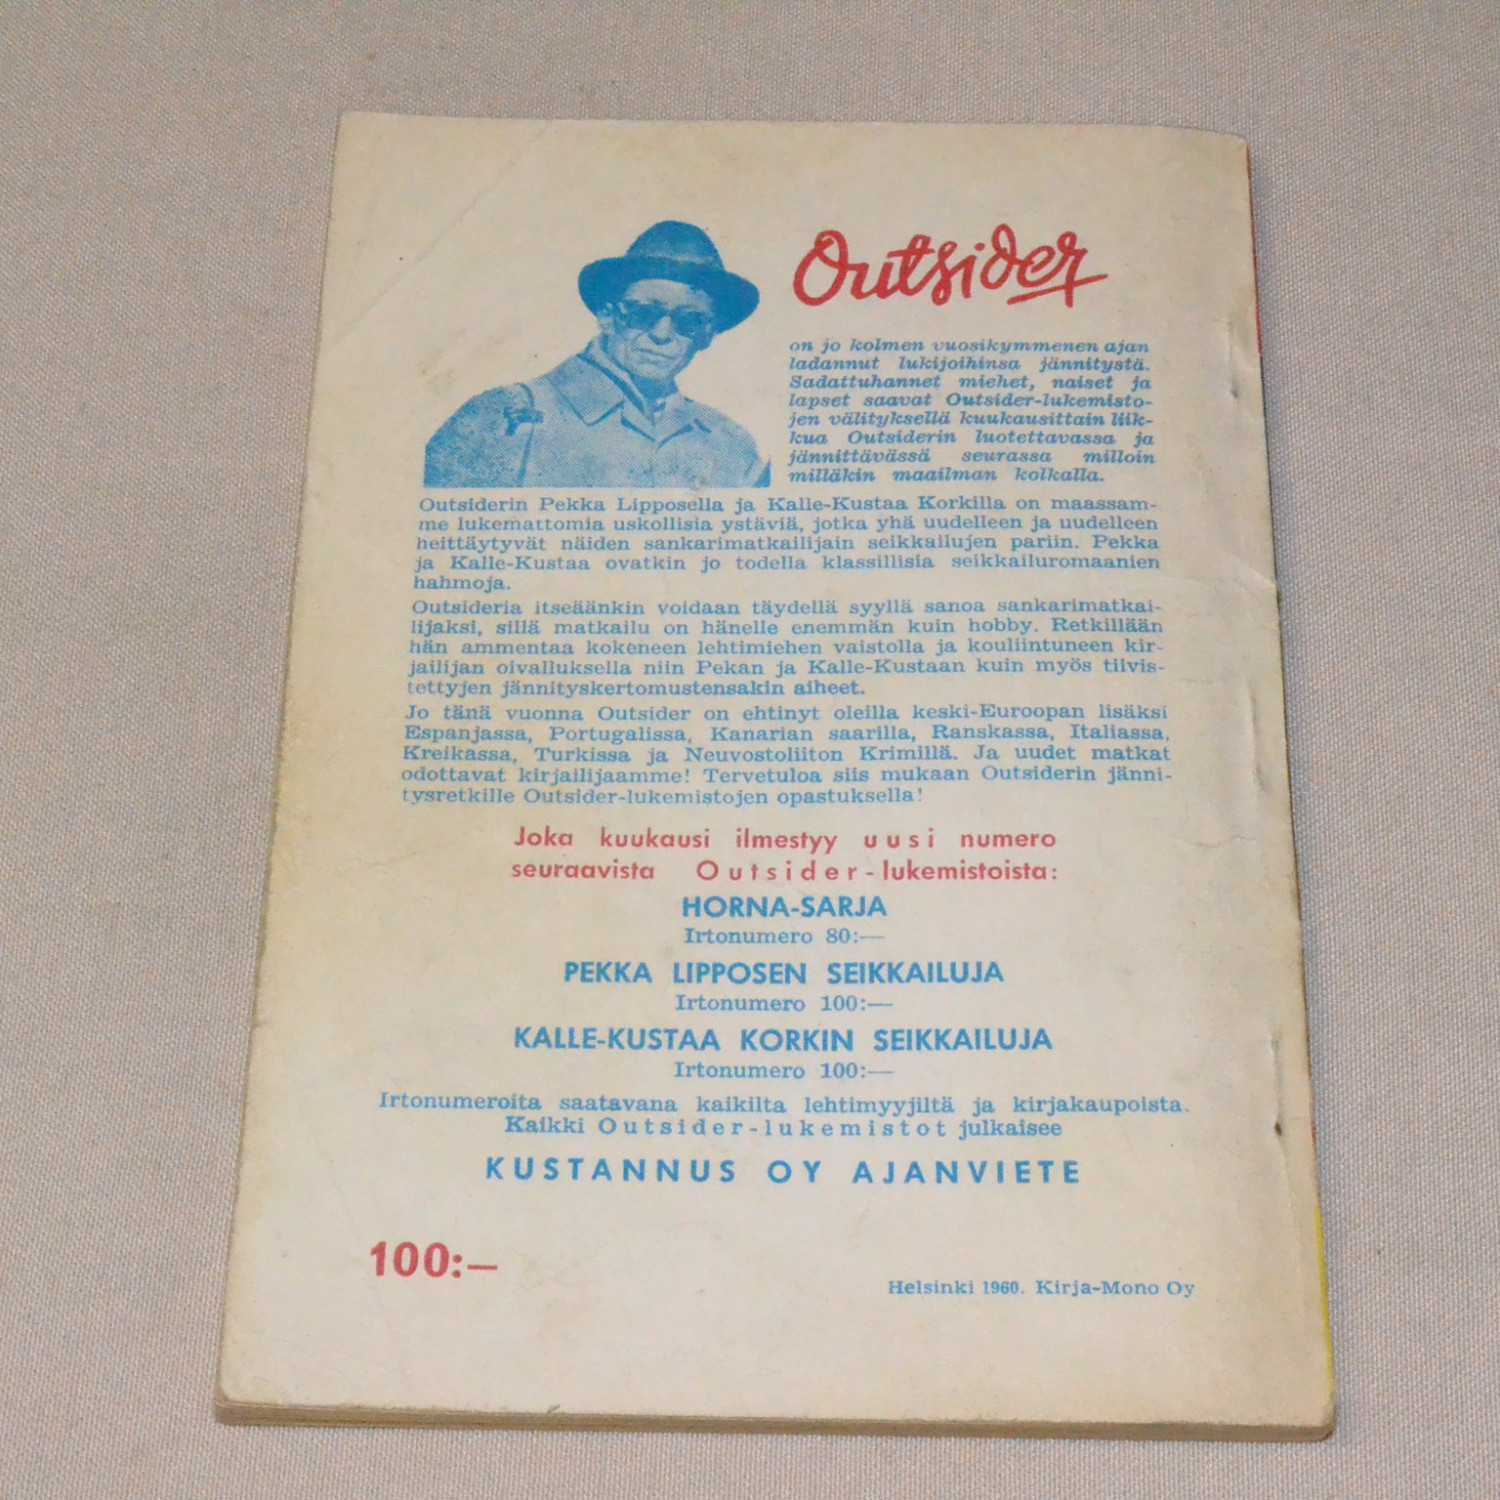 Outsider
on jo kolmen vuosikymmenen ajan
ladannut lukijoihinsa jännitystä.
Sadattuhannet miehet, naiset ja
lapset saavat Outsider-lukemisto-
jen välityksellä kuukausittain liik-
kua Outsiderin luotettavassa ja
jännittävässä seurassa milloin
milläkin maailman kolkalla.
Outsiderin Pekka Lipposella ja Kalle-Kustaa Korkilla on maassam-
me lukemattomia uskollisia ystäviä, jotka yhä uudelleen ja uudelleen
heittäytyvät näiden sankarimatkailijain seikkailujen pariin. Pekka
ja Kalle-Kustaa ovatkin jo todella klassillisia seikkailuromaanien
hahmoja.
Outsideria itseäänkin voidaan täydellä syyllä sanoa sankarimatkai-
lijaksi, sillä matkailu on hänelle enemmän kuin hobby. Retkillään
hän ammentaa kokeneen lehtimiehen vaistolla ja kouliintuneen kir-
jailijan oivalluksella niin Pekan ja Kalle-Kustaan kuin myös tiivis-
tettyjen jännityskertomustensakin aiheet.
Jo tänä vuonna Outsider on ehtinyt oleilla keski-Euroopan lisäksi
Espanjassa, Portugalissa, Kanarian saarilla, Ranskassa, Italiassa,
Kreikassa, Turkissa ja Neuvostoliiton Krimillä. Ja uudet matkat
odottavat kirjailijaamme! Tervetuloa siis mukaan Outsiderin jänni-
tysretkille Outsider-lukemistojen opastuksella!
Joka kuukausi ilmestyy uusi numero
seuraavista Outsider-lukemistoista:
HORNA-SARJA
Irtonumero 80:—
PEKKA LIPPOSEN SEIKKAILUJA
Irtonumero 100:—
KALLE-KUSTAA KORKIN SEIKKAILUJA
Irtonumero 100:—
Irtonumeroita saatavana kaikilta lehtimyyjiltä ja kirjakaupoista.
Kaikki Outsider-lukemistot julkaisee
KUSTANNUS OY AJANVIETE
100:—
Helsinki 1960. Kirja-Mono Oy